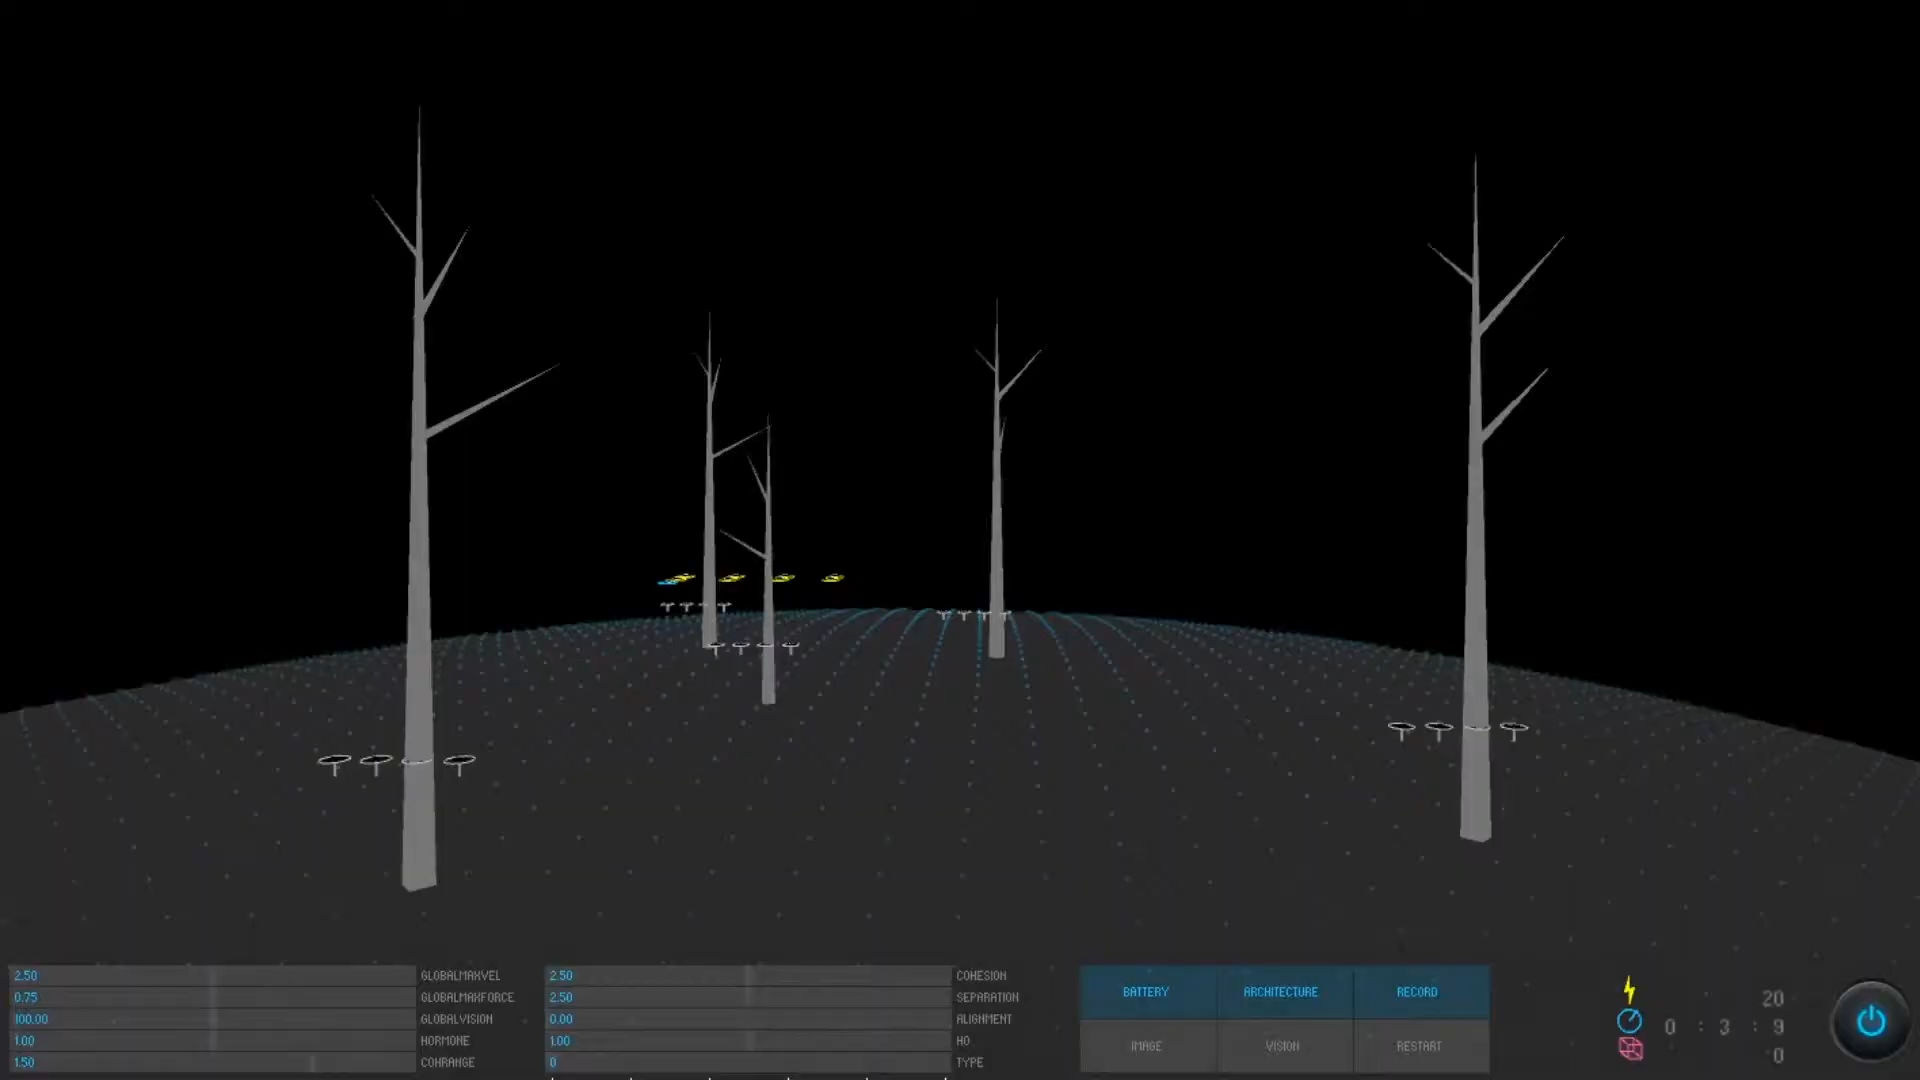 2.50 GLOBALMAXVEL 2.50 COHESION
0.75 GLOBALMAXFORCE 2.50 SEPARATION
100.00 GLOBALVISION 0.00 ALIGNMENT
1.00 HORMONE 1.00 HO
1.50 COHRANGE 0 TYPE
BATTERY ARCHITECTURE RECORD
IMAGE VISION RESTART
20
0 : 3 : 9
0